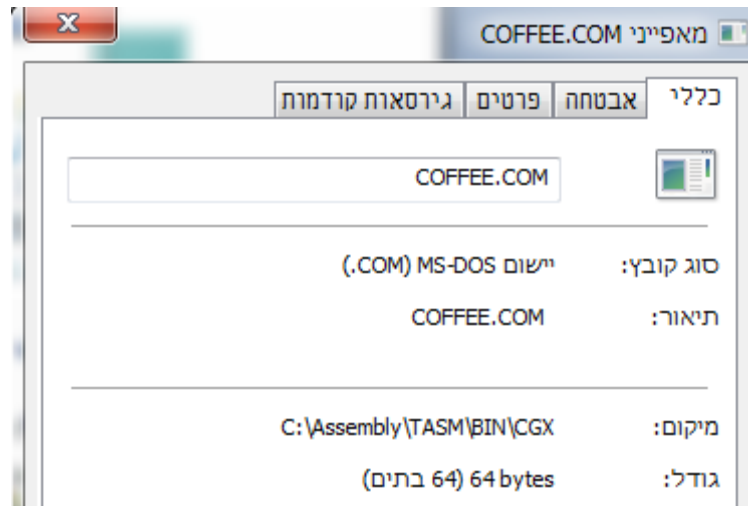 מאפייני COFFEE.COM
כללי אבטחה פרטים גירסאות קודמות
COFFEE.COM
סוג קובץ: יישום MS-DOS (.COM)
תיאור: COFFEE.COM
מיקום: C:\Assembly\TASM\BIN\CGX
גודל: 64 bytes (64 בתים)